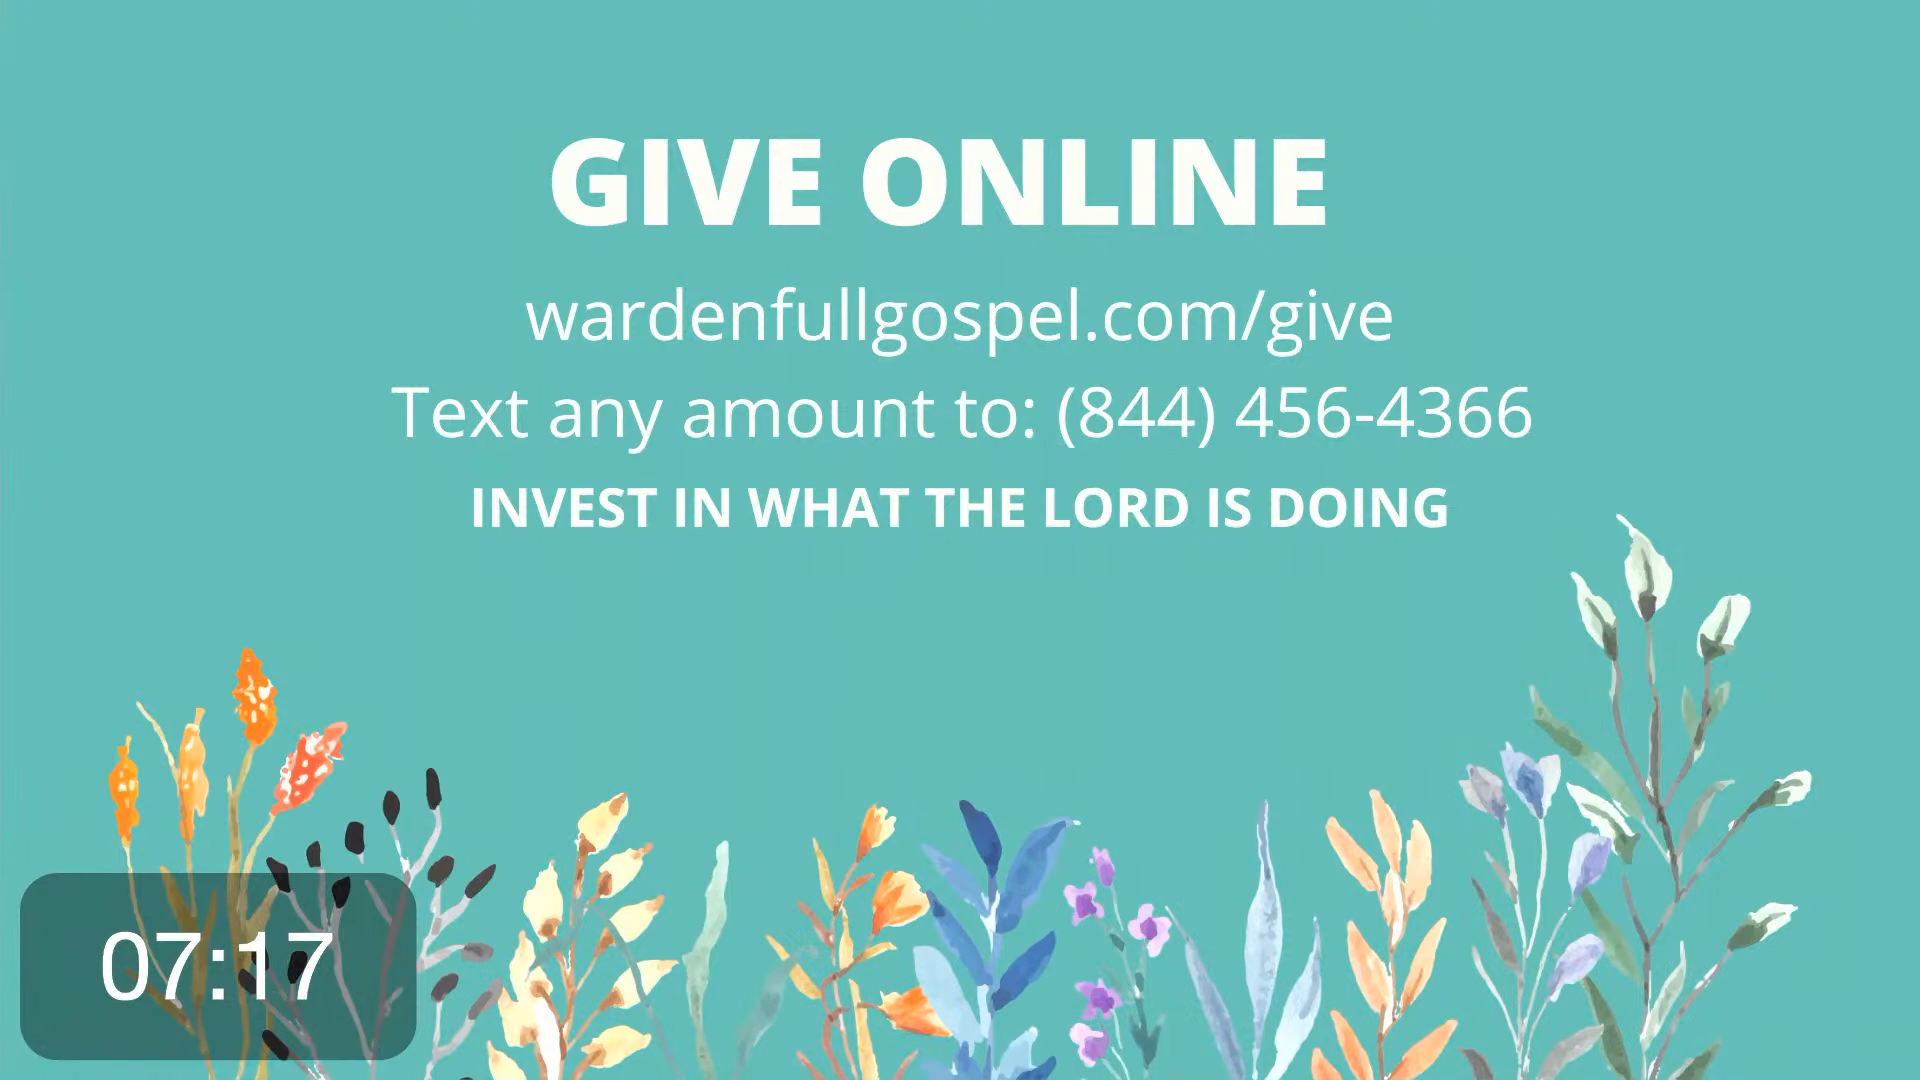 GIVE ONLINE
wardenfullgospel.com/give
Text any amount to: (844) 456-4366
INVEST IN WHAT THE LORD IS DOING
07:17